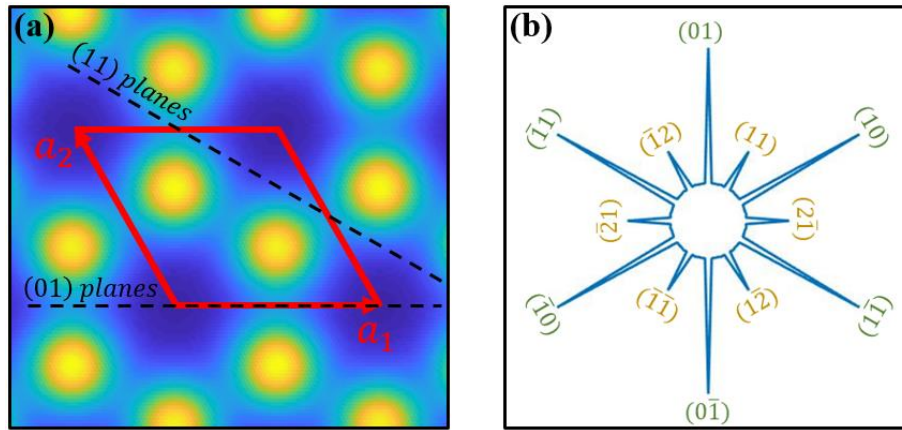 (a)
(11) planes
a₂
(01) planes
a₁
(b)
(01)
(1̄1)
(1̄2)
(11)
(10)
(2̄1)
(21̄)
(1̄0)
(1̄1̄)
(12̄)
(11̄)
(01̄)